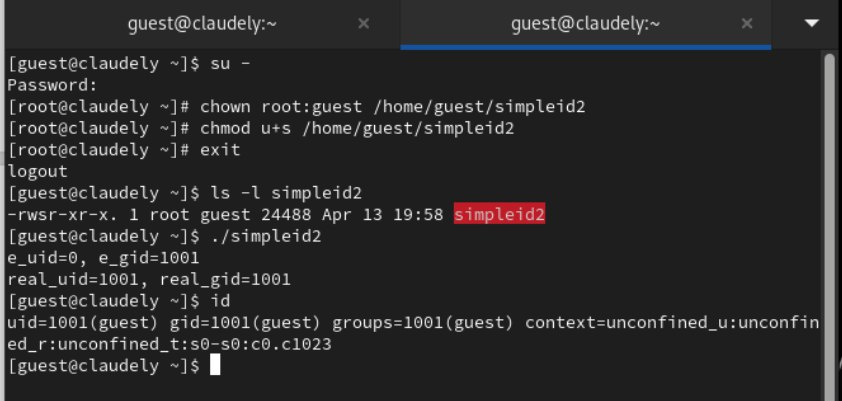 guest@claudely:~ × guest@claudely:~ ×
[guest@claudely ~]$ su -
Password:
[root@claudely ~]# chown root:guest /home/guest/simpleid2
[root@claudely ~]# chmod u+s /home/guest/simpleid2
[root@claudely ~]# exit
logout
[guest@claudely ~]$ ls -l simpleid2
-rwsr-xr-x. 1 root guest 24488 Apr 13 19:58 simpleid2
[guest@claudely ~]$ ./simpleid2
e_uid=0, e_gid=1001
real_uid=1001, real_gid=1001
[guest@claudely ~]$ id
uid=1001(guest) gid=1001(guest) groups=1001(guest) context=unconfined_u:unconfin
ed_r:unconfined_t:s0-s0:c0.c1023
[guest@claudely ~]$